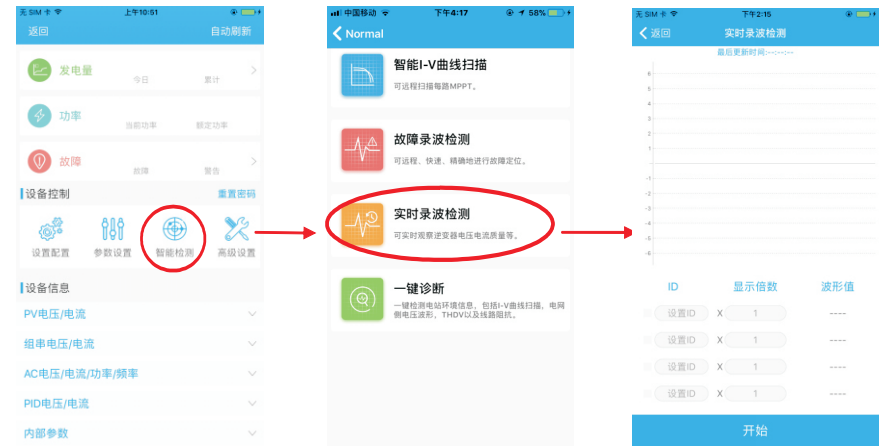 无 SIM 卡
上午10:51
返回
自动刷新
发电量
今日
累计
功率
当前功率
额定功率
故障
故障
警告
设备控制
重置密码
设置配置
参数设置
智能检测
高级设置
设备信息
PV电压/电流
组串电压/电流
AC电压/电流/功率/频率
PID电压/电流
内部参数
中国移动
下午4:17
58%
Normal
智能I-V曲线扫描
可远程扫描每路MPPT。
故障录波检测
可远程、快速、精确地进行故障定位。
实时录波检测
可实时观察逆变器电压电流质量等。
一键诊断
一键检测电站环境信息，包括I-V曲线扫描、电网
侧电压波形、THDV以及线路阻抗。
无 SIM 卡
下午2:15
返回
实时录波检测
最后更新时间:--:--:--
6
5
4
3
2
1
-1
-2
-3
-4
-5
-6
ID
显示倍数
波形值
设置ID X 1 ----
设置ID X 1 ----
设置ID X 1 ----
设置ID X 1 ----
开始